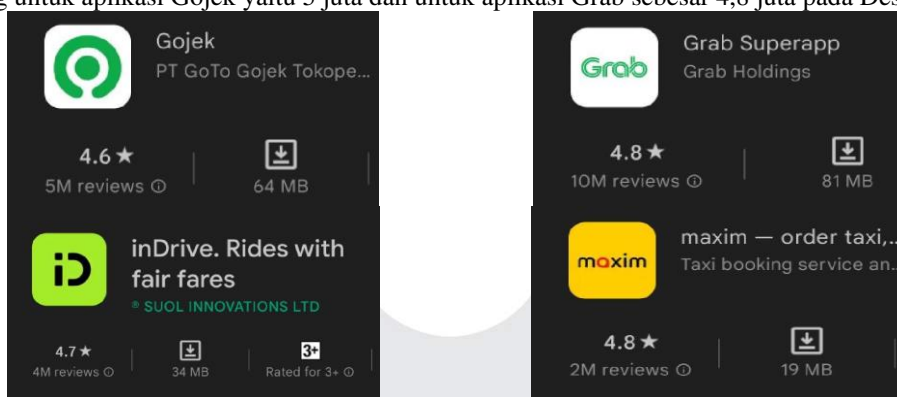 untuk aplikasi Gojek yaitu 5 juta dan untuk aplikasi Grab sebesar 4,8 juta pada
Gojek
PT GoTo Gojek Tokope...
4.6 ★
5M reviews
64 MB
inDrive. Rides with
fair fares
SUOL INNOVATIONS LTD
iD
4.7 ★
4M reviews
34 MB
3+
Rated for 3+
Grab
Grab Superapp
Grab Holdings
4.8 ★
10M reviews
81 MB
maxim
maxim — order taxi,..
Taxi booking service an..
4.8 ★
2M reviews
19 MB